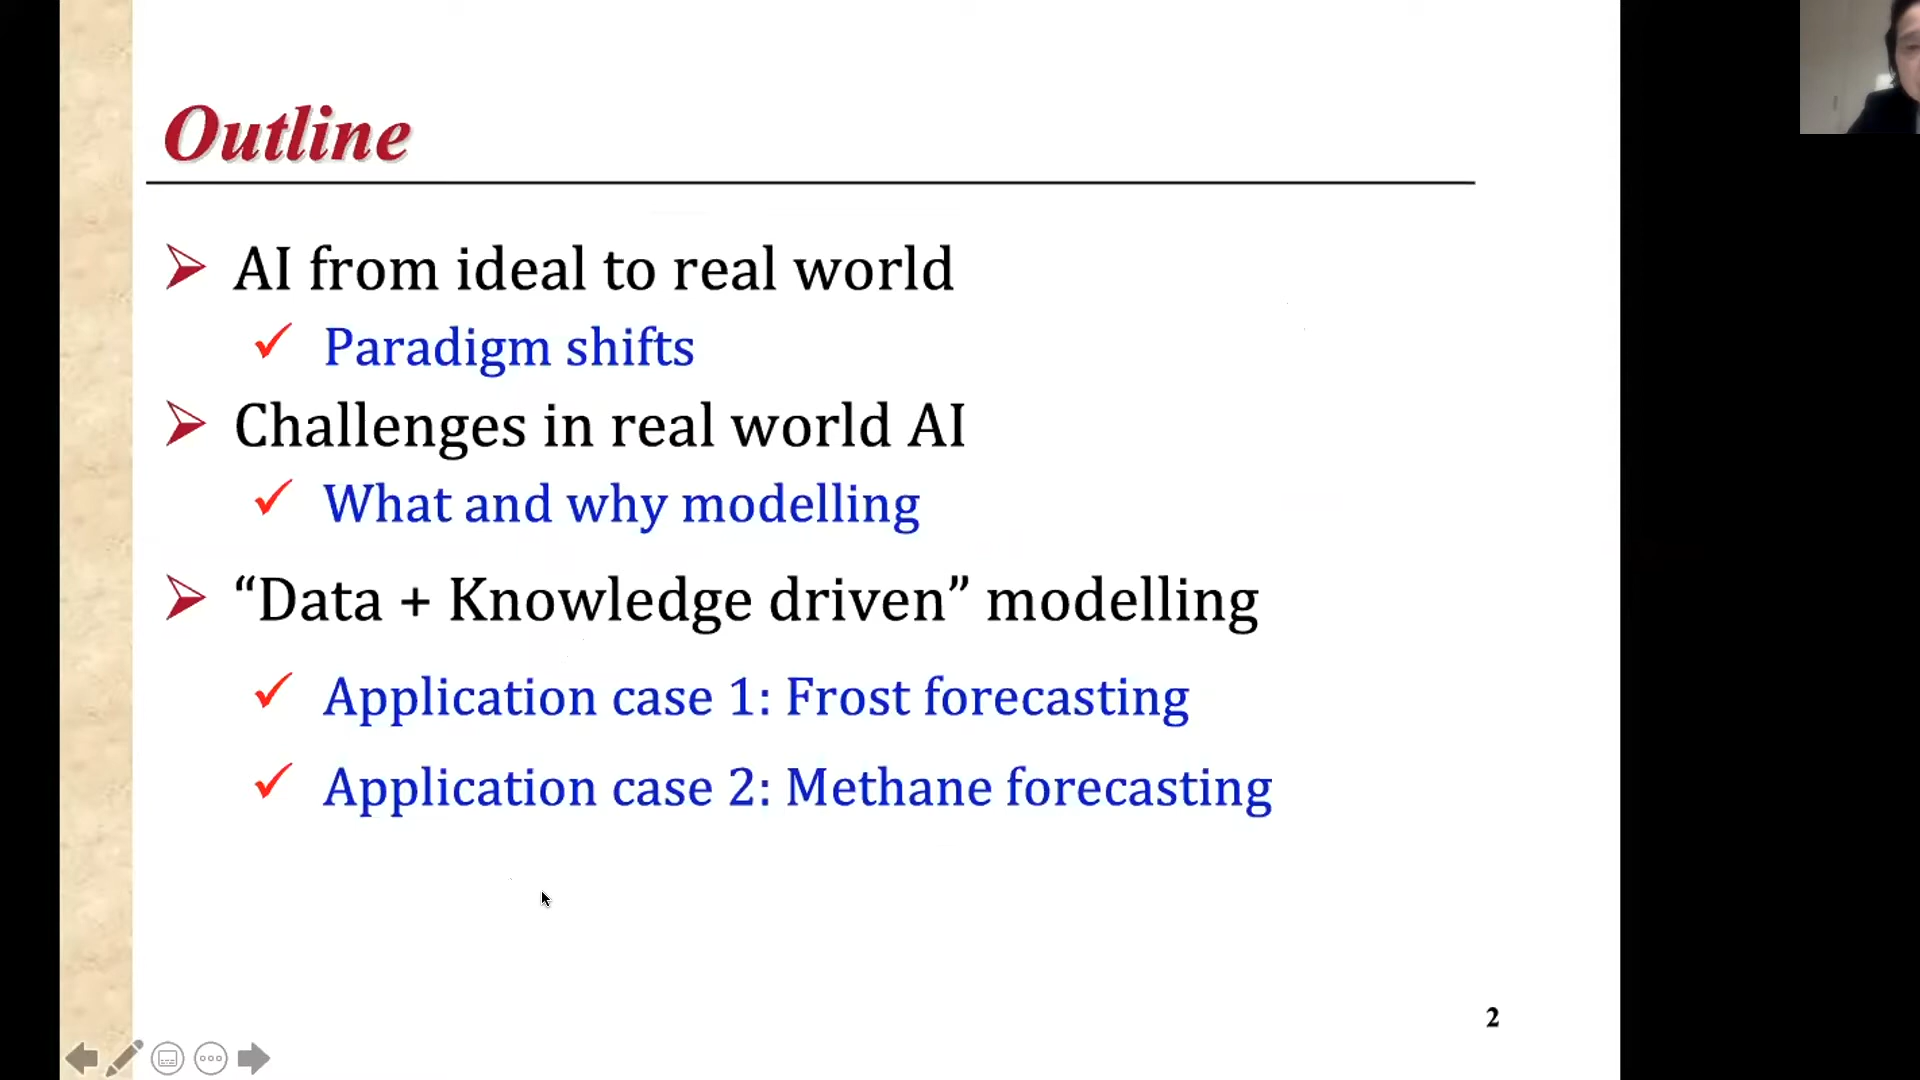 Outline
AI from ideal to real world
Paradigm shifts
Challenges in real world AI
What and why modelling
“Data + Knowledge driven” modelling
Application case 1: Frost forecasting
Application case 2: Methane forecasting
2